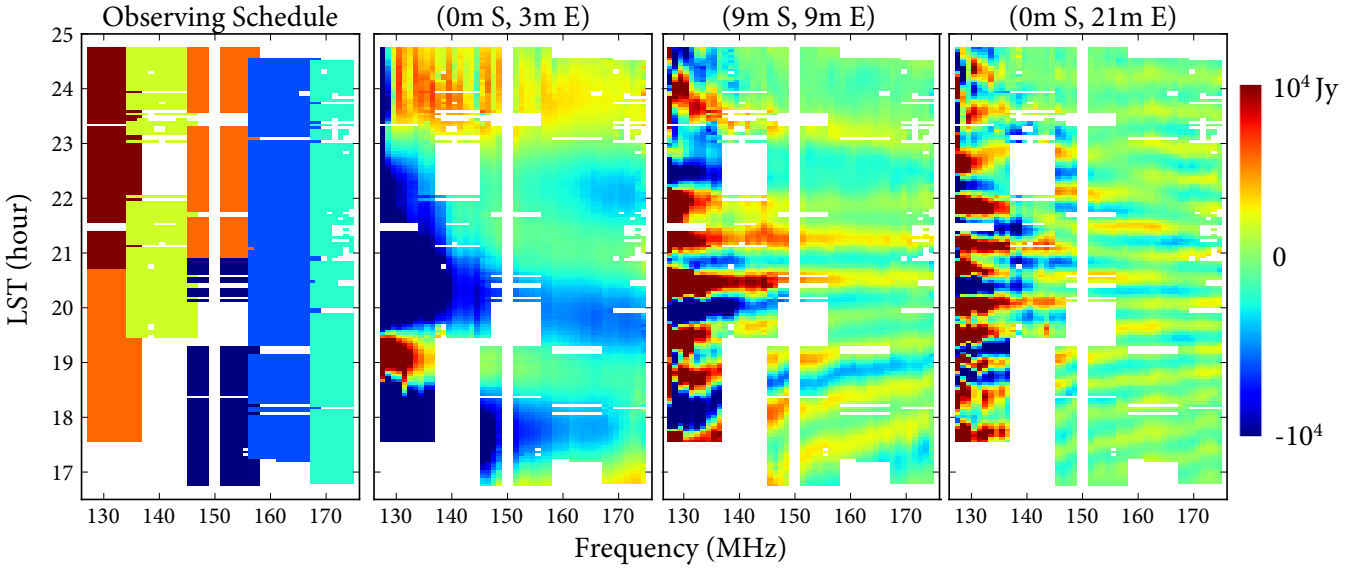 Observing Schedule (0m S, 3m E) (9m S, 9m E) (0m S, 21m E)
25
24
23
22
21
20
19
18
17
LST (hour)
10⁴ Jy
0
-10⁴
130 140 150 160 170 130 140 150 160 170 130 140 150 160 170 130 140 150 160 170
Frequency (MHz)